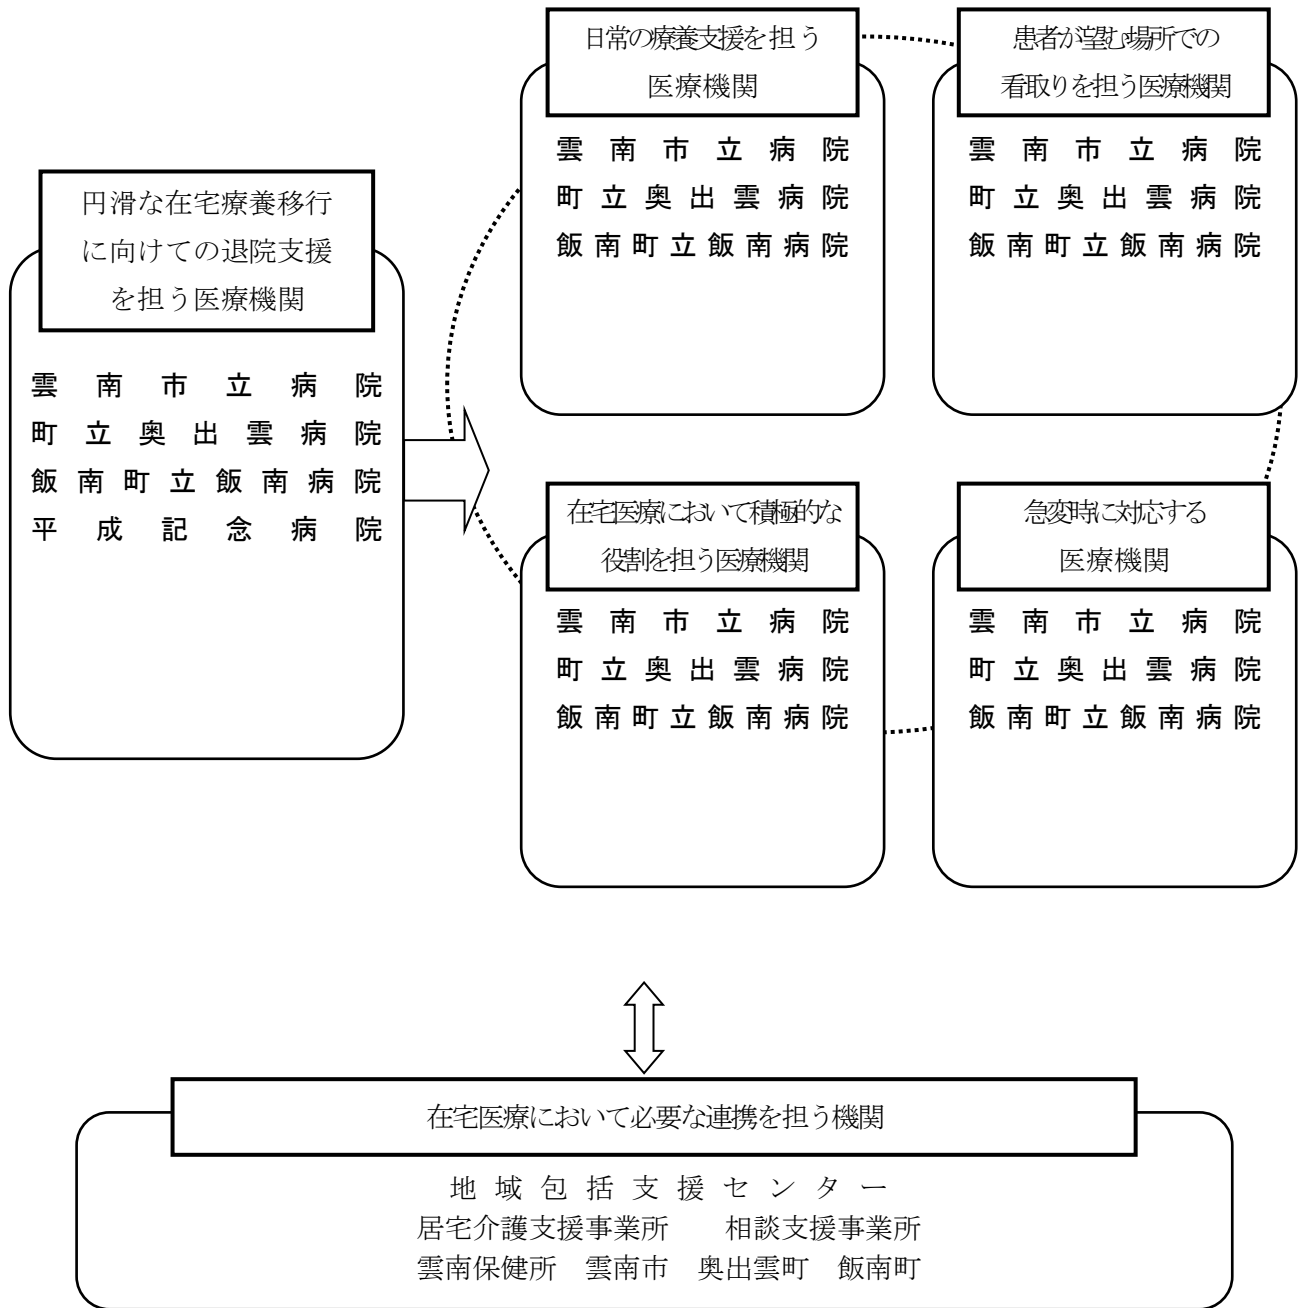 円滑な在宅療養移行
に向けての退院支援
を担う医療機関
雲南市立病院
町立奥出雲病院
飯南町立飯南病院
平成記念病院
日常の療養支援を担う
医療機関
雲南市立病院
町立奥出雲病院
飯南町立飯南病院
患者が望む場所での
看取りを担う医療機関
雲南市立病院
町立奥出雲病院
飯南町立飯南病院
在宅医療において積極的な
役割を担う医療機関
雲南市立病院
町立奥出雲病院
飯南町立飯南病院
急変時に対応する
医療機関
雲南市立病院
町立奥出雲病院
飯南町立飯南病院
在宅医療において必要な連携を担う機関
地域包括支援センター
居宅介護支援事業所　　相談支援事業所
雲南保健所　雲南市　奥出雲町　飯南町